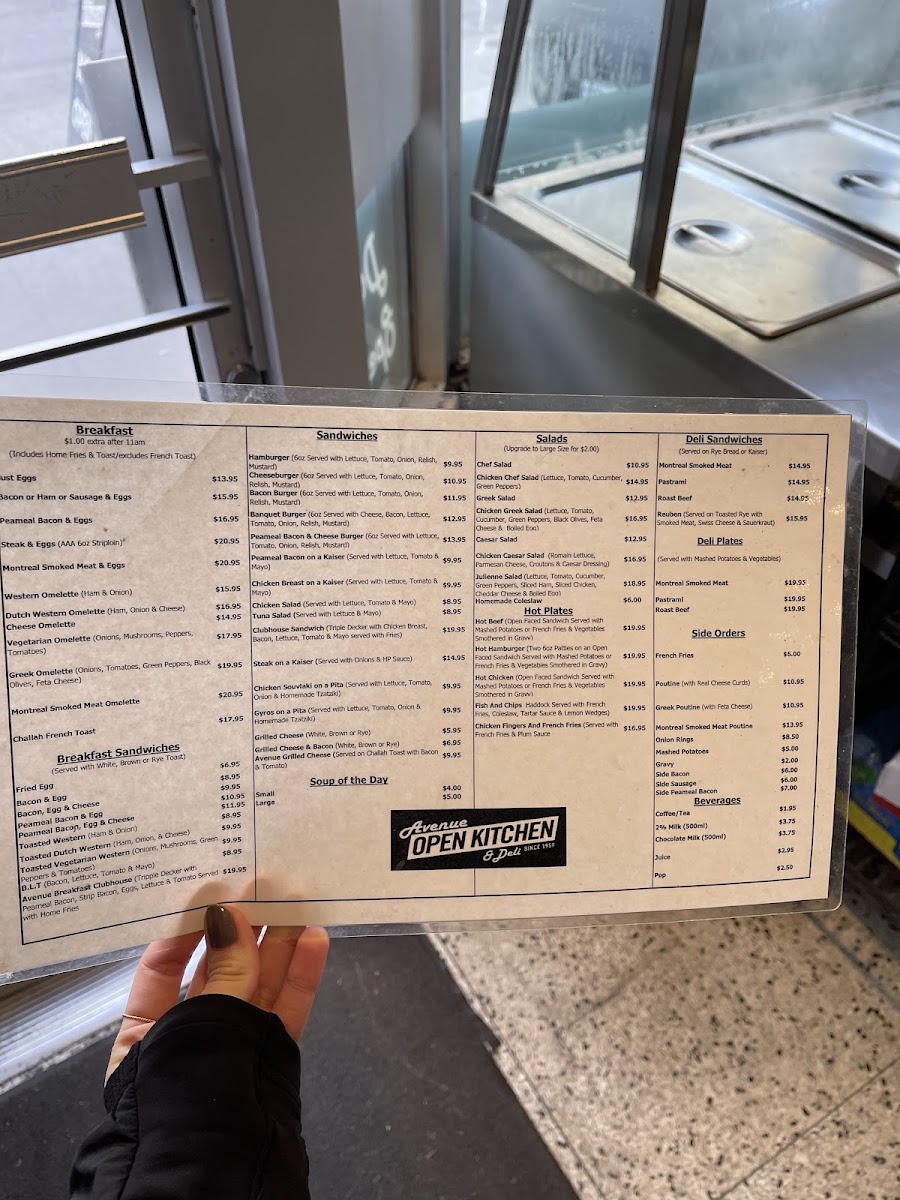 Breakfast
$1.00 extra after 11am
(Includes Home Fries & Toast/excludes French Toast)
ust Eggs $13.95
Bacon or Ham or Sausage & Eggs $15.95
Peameal Bacon & Eggs $16.95
Steak & Eggs (AAA 6oz Striploin) $20.95
Montreal Smoked Meat & Eggs $20.95
Western Omelette (Ham & Onion) $15.95
Dutch Western Omelette (Ham, Onion & Cheese) $16.95
Cheese Omelette $14.95
Vegetarian Omelette (Onions, Mushrooms, Peppers, $17.95
Tomatoes)
Greek Omelette (Onions, Tomatoes, Green Peppers, Black $19.95
Olives, Feta Cheese)
Montreal Smoked Meat Omelette $20.95
Challah French Toast $17.95
Breakfast Sandwiches
(Served with White, Brown or Rye Toast)
Fried Egg $6.95
Bacon & Egg $8.95
Bacon, Egg & Cheese $9.95
Peameal Bacon & Egg $10.95
Peameal Bacon, Egg & Cheese $11.95
Toasted Western (Ham & Onion) $8.95
Toasted Dutch Western (Ham, Onion, & Cheese) $9.95
Toasted Vegetarian Western (Onions, Mushrooms, Green $9.95
Peppers & Tomatoes)
B.L.T (Bacon, Lettuce, Tomato & Mayo) $8.95
Avenue Breakfast Clubhouse (Tripple Decker with $19.95
Peameal Bacon, Strip Bacon, Eggs, Lettuce & Tomato Served
with Home Fries
Sandwiches
Hamburger (6oz Served with Lettuce, Tomato, Onion, Relish, $9.95
Mustard)
Cheeseburger (6oz Served with Lettuce, Tomato, Onion, $10.95
Relish, Mustard)
Bacon Burger (6oz Served with Lettuce, Tomato, Onion, $11.95
Relish, Mustard)
Banquet Burger (6oz Served with Cheese, Bacon, Lettuce, $12.95
Tomato, Onion, Relish, Mustard)
Peameal Bacon & Cheese Burger (6oz Served with Lettuce, $13.95
Tomato, Onion, Relish, Mustard)
Peameal Bacon on a Kaiser (Served with Lettuce, Tomato & $9.95
Mayo)
Chicken Breast on a Kaiser (Served with Lettuce, Tomato & $9.95
Mayo)
Chicken Salad (Served with Lettuce, Tomato & Mayo) $8.95
Tuna Salad (Served with Lettuce & Mayo) $8.95
Clubhouse Sandwich (Triple Decker with Chicken Breast, $19.95
Bacon, Lettuce, Tomato & Mayo served with Fries)
Steak on a Kaiser (Served with Onions & HP Sauce) $14.95
Chicken Souvlaki on a Pita (Served with Lettuce, Tomato, $9.95
Onion & Homemade Tzatziki)
Gyros on a Pita (Served with Lettuce, Tomato, Onion & $9.95
Homemade Tzatziki)
Grilled Cheese (White, Brown or Rye) $5.95
Grilled Cheese & Bacon (White, Brown or Rye) $6.95
Avenue Grilled Cheese (Served on Challah Toast with Bacon $9.95
& Tomato)
Soup of the Day
Small $4.00
Large $5.00
Salads
(Upgrade to Large Size for $2.00)
Chef Salad $10.95
Chicken Chef Salad (Lettuce, Tomato, Cucumber, $14.95
Green Peppers)
Greek Salad $12.95
Chicken Greek Salad (Lettuce, Tomato, $16.95
Cucumber, Green Peppers, Black Olives, Feta
Cheese & Boiled Egg)
Caesar Salad $12.95
Chicken Caesar Salad (Romain Lettuce, $16.95
Parmesan Cheese, Croutons & Caesar Dressing)
Julienne Salad (Lettuce, Tomato, Cucumber, $18.95
Green Peppers, Sliced Ham, Sliced Chicken,
Cheddar Cheese & Boiled Egg)
Homemade Coleslaw $6.00
Hot Plates
Hot Beef (Open Faced Sandwich Served with $19.95
Mashed Potatoes or French Fries & Vegetables
Smothered in Gravy)
Hot Hamburger (Two 6oz Patties on an Open $19.95
Faced Sandwich Served with Mashed Potatoes or
French Fries & Vegetables Smothered in Gravy)
Hot Chicken (Open Faced Sandwich Served with $19.95
Mashed Potatoes or French Fries & Vegetables
Smothered in Gravy)
Fish And Chips Haddock Served with French $19.95
Fries, Coleslaw, Tartar Sauce & Lemon Wedges)
Chicken Fingers And French Fries (Served with $16.95
French Fries & Plum Sauce
Avenue
OPEN KITCHEN
& Deli SINCE 1959
Deli Sandwiches
(Served on Rye Bread or Kaiser)
Montreal Smoked Meat $14.95
Pastrami $14.95
Roast Beef $14.95
Reuben (Served on Toasted Rye with $15.95
Smoked Meat, Swiss Cheese & Sauerkraut)
Deli Plates
(Served with Mashed Potatoes & Vegetables)
Montreal Smoked Meat $19.95
Pastrami $19.95
Roast Beef $19.95
Side Orders
French Fries $5.00
Poutine (with Real Cheese Curds) $10.95
Greek Poutine (with Feta Cheese) $10.95
Montreal Smoked Meat Poutine $13.95
Onion Rings $8.50
Mashed Potatoes $5.00
Gravy $2.00
Side Bacon $6.00
Side Sausage $6.00
Side Peameal Bacon $7.00
Beverages
Coffee/Tea $1.95
2% Milk (500ml) $3.75
Chocolate Milk (500ml) $3.75
Juice $2.95
Pop $2.50